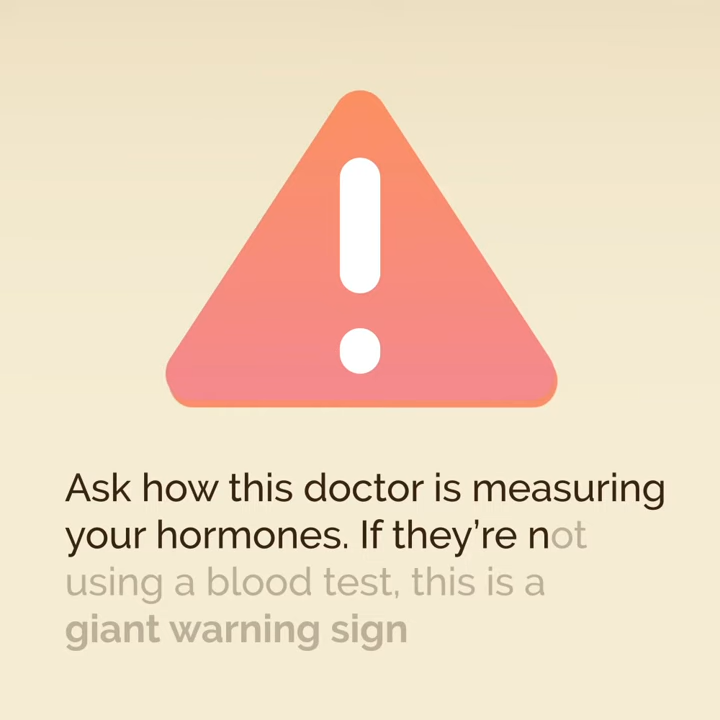 Ask how this doctor is measuring
your hormones. If they’re not
using a blood test, this is a
giant warning sign